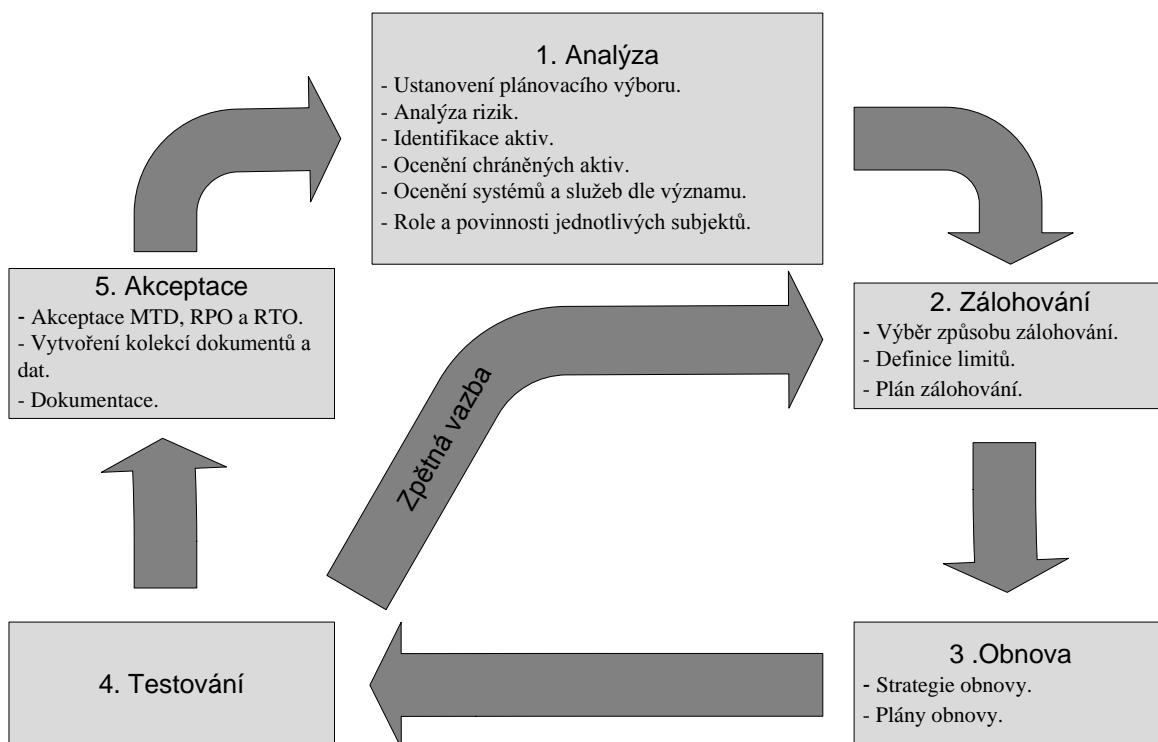 1. Analýza
- Ustanovení plánovacího výboru.
- Analýza rizik.
- Identifikace aktiv.
- Ocenění chráněných aktiv.
- Ocenění systémů a služeb dle významu.
- Role a povinnosti jednotlivých subjektů.
5. Akceptace
- Akceptace MTD, RPO a RTO.
- Vytvoření kolekcí dokumentů a
dat.
- Dokumentace.
2. Zálohování
- Výběr způsobu zálohování.
- Definice limitů.
- Plán zálohování.
Zpětná vazba
4. Testování
3 .Obnova
- Strategie obnovy.
- Plány obnovy.